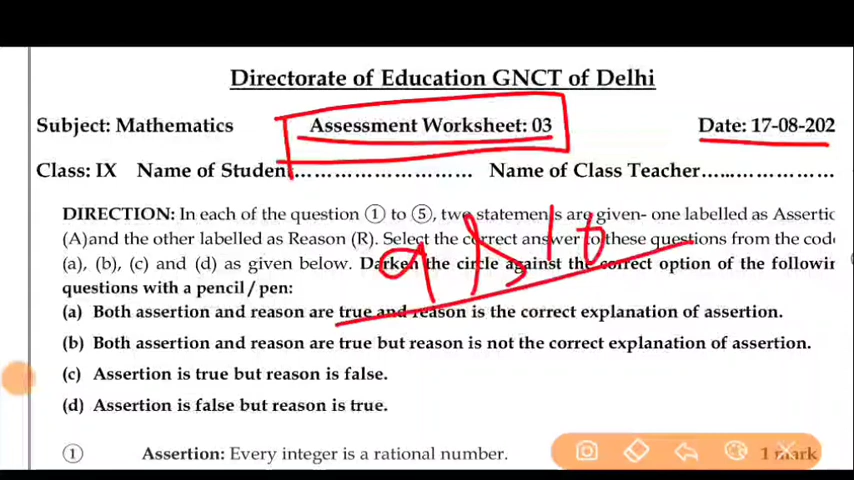 Directorate of Education GNCT of Delhi
Subject: Mathematics Assessment Worksheet: 03 Date: 17-08-202
Class: IX Name of Student……………………… Name of Class Teacher…..……………
DIRECTION: In each of the question ① to ⑤, two statements are given- one labelled as Assertic
(A)and the other labelled as Reason (R). Select the correct answer to these questions from the code
(a), (b), (c) and (d) as given below. Darken the circle against the correct option of the followin
questions with a pencil/pen:
(a) Both assertion and reason are true and reason is the correct explanation of assertion.
(b) Both assertion and reason are true but reason is not the correct explanation of assertion.
(c) Assertion is true but reason is false.
(d) Assertion is false but reason is true.
① Assertion: Every integer is a rational number. 1 mark